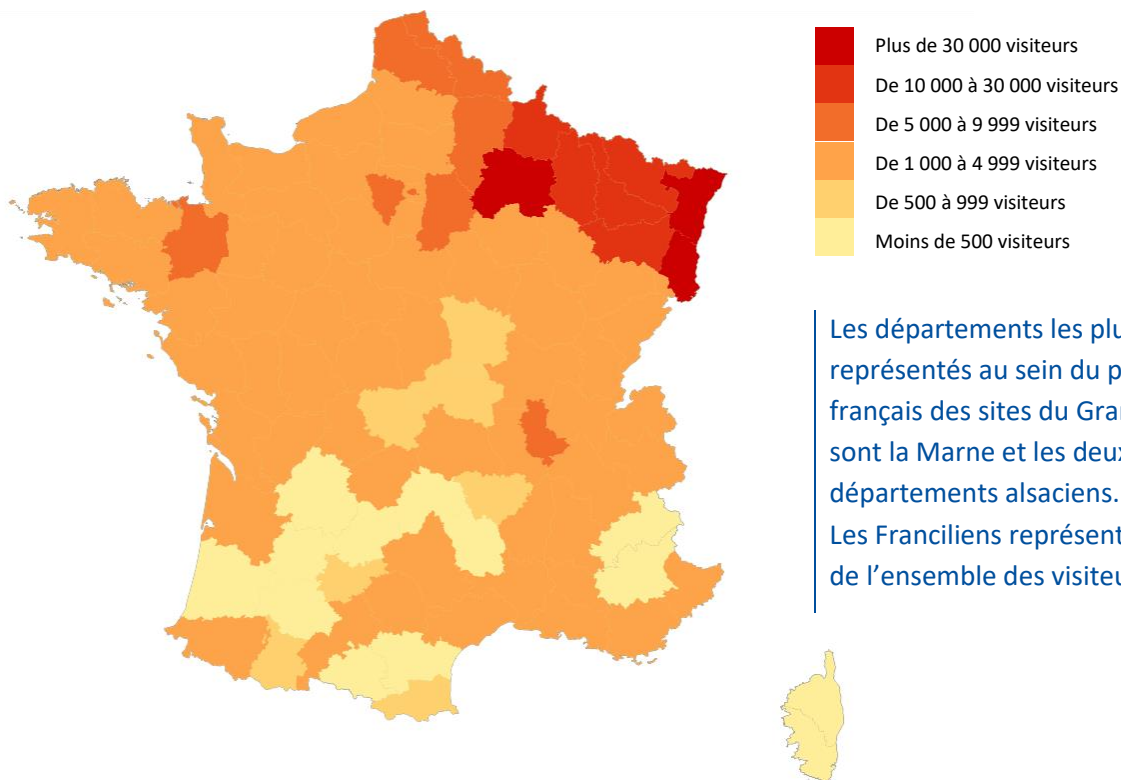 Plus de 30 000 visiteurs
De 10 000 à 30 000 visiteurs
De 5 000 à 9 999 visiteurs
De 1 000 à 4 999 visiteurs
De 500 à 999 visiteurs
Moins de 500 visiteurs
Les départements les plu
représentés au sein du p
français des sites du Gran
sont la Marne et les deux
départements alsaciens.
Les Franciliens représent
de l’ensemble des visiteu